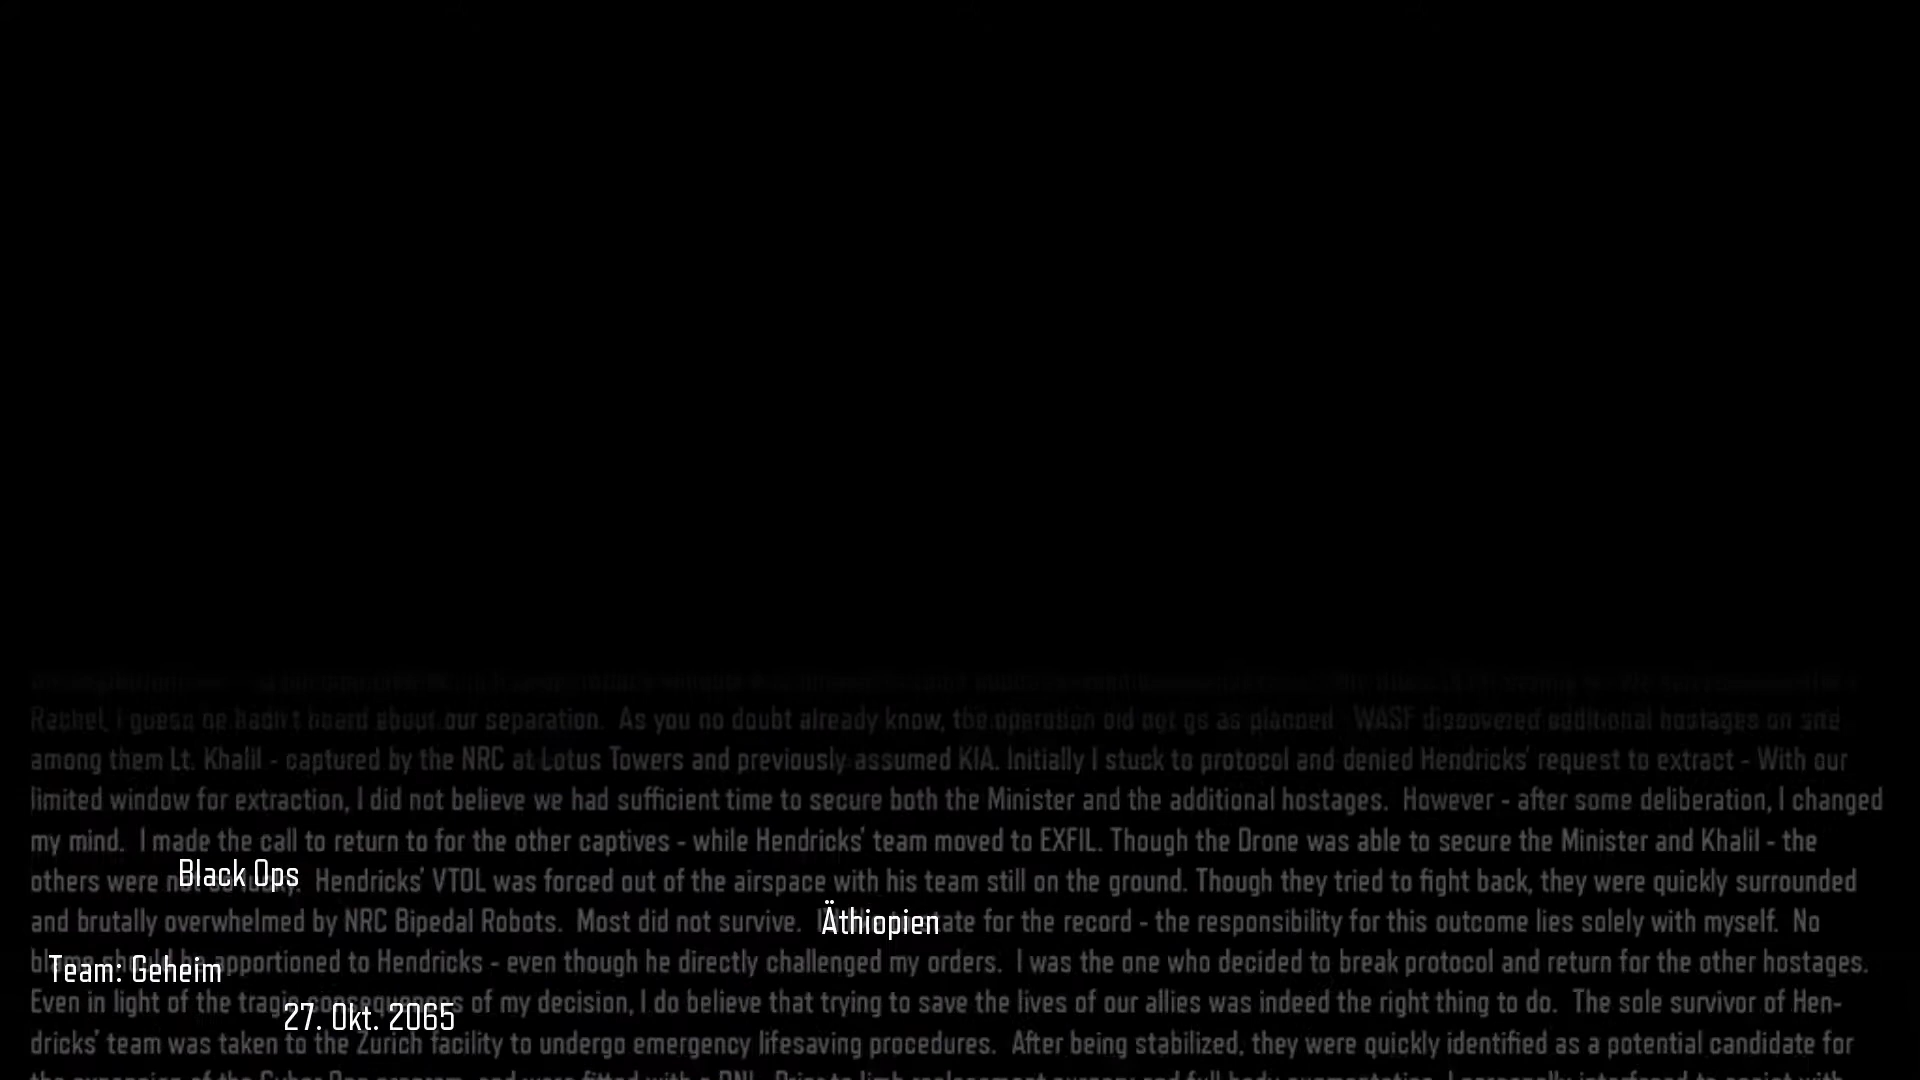 Rachel, I guess he hadn't heard about our separation. As you no doubt already know, the operation did not go as planned. WASF discovered additional hostages on site
among them Lt. Khalil - captured by the NRC at Lotus Towers and previously assumed KIA. Initially I stuck to protocol and denied Hendricks' request to extract - With our
limited window for extraction, I did not believe we had sufficient time to secure both the Minister and the additional hostages. However - after some deliberation, I changed
my mind. I made the call to return to for the other captives - while Hendricks' team moved to EXFIL. Though the Drone was able to secure the Minister and Khalil - the
Black Ops
others were Hendricks' VTOL was forced out of the airspace with his team still on the ground. Though they tried to fight back, they were quickly surrounded
and brutally overwhelmed by NRC Bipedal Robots. Most did not survive. for the record - the responsibility for this outcome lies solely with myself. No
Äthiopien
blame should be apportioned to Hendricks - even though he directly challenged my orders. I was the one who decided to break protocol and return for the other hostages.
Team: Geheim
Even in light of the tragic consequences of my decision, I do believe that trying to save the lives of our allies was indeed the right thing to do. The sole survivor of Hen-
27. Okt. 2065
dricks' team was taken to the Zurich facility to undergo emergency lifesaving procedures. After being stabilized, they were quickly identified as a potential candidate for